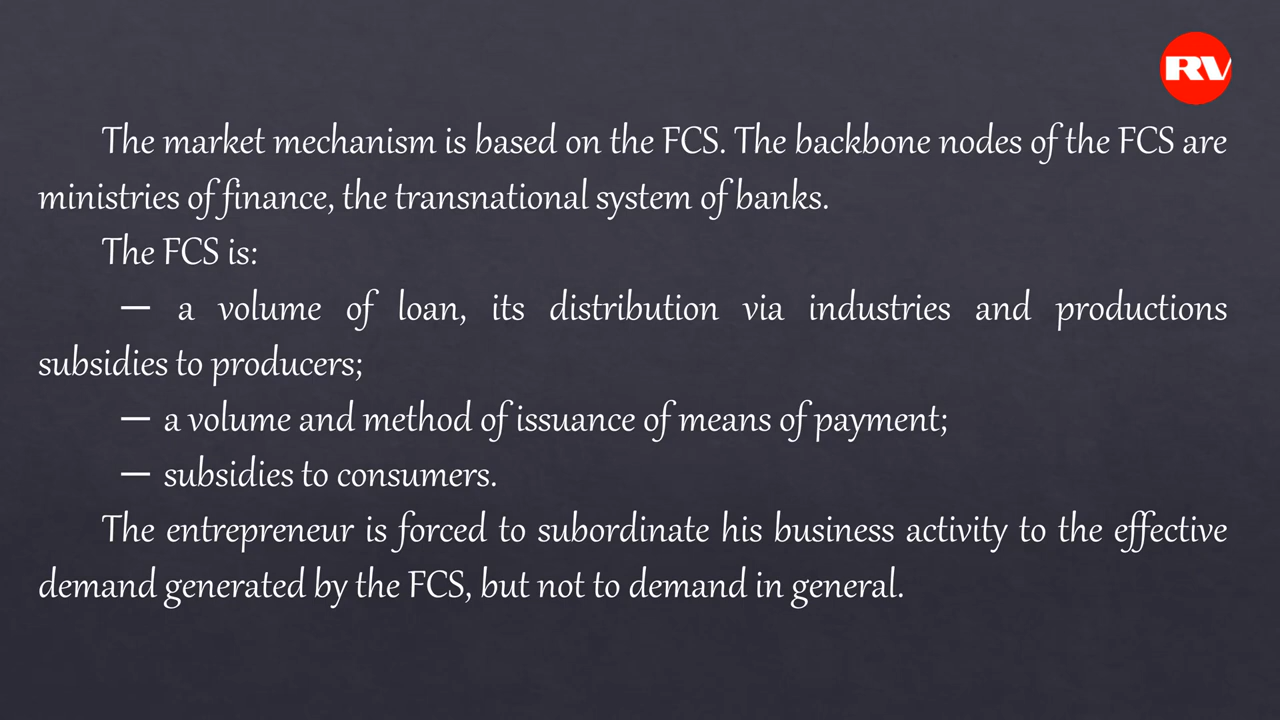 RV
The market mechanism is based on the FCS. The backbone nodes of the FCS are
ministries of finance, the transnational system of banks.
The FCS is:
— a volume of loan, its distribution via industries and productions
subsidies to producers;
— a volume and method of issuance of means of payment;
— subsidies to consumers.
The entrepreneur is forced to subordinate his business activity to the effective
demand generated by the FCS, but not to demand in general.